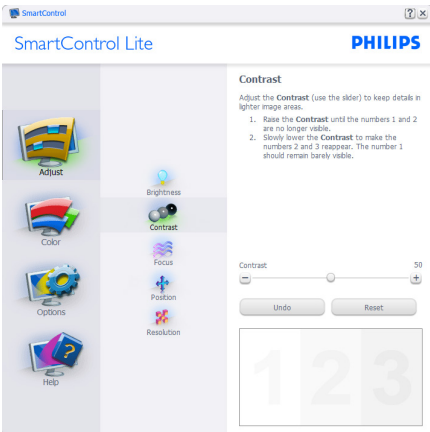 SmartControl
SmartControl Lite
PHILIPS
Adjust
Color
Options
Help
Brightness
Contrast
Focus
Position
Resolution
Contrast
Adjust the Contrast (use the slider) to keep details in
lighter image areas.
1. Raise the Contrast until the numbers 1 and 2
are no longer visible.
2. Slowly lower the Contrast to make the
numbers 2 and 3 reappear. The number 1
should remain barely visible.
Contrast 50
Undo Reset
1 2 3